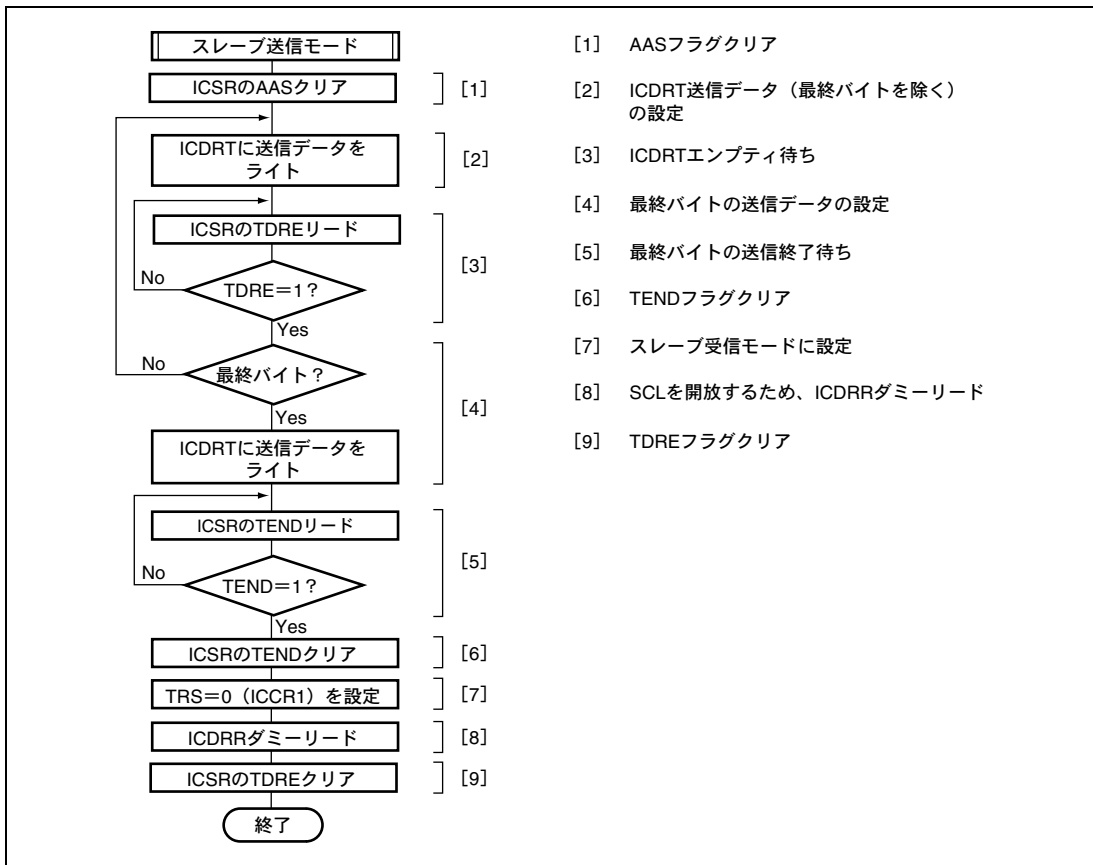 スレーブ送信モード
ICSRのAASクリア
[1]
ICDRTに送信データを
ライト
[2]
ICSRのTDREリード
[3]
No
TDRE=1?
Yes
No
最終バイト?
[4]
Yes
ICDRTに送信データを
ライト
ICSRのTENDリード
[5]
No
TEND=1?
Yes
ICSRのTENDクリア
[6]
TRS=0(ICCR1)を設定
[7]
ICDRRダミーリード
[8]
ICSRのTDREクリア
[9]
終了
[1] AASフラグクリア
[2] ICDRT送信データ(最終バイトを除く)
の設定
[3] ICDRTエンプティ待ち
[4] 最終バイトの送信データの設定
[5] 最終バイトの送信終了待ち
[6] TENDフラグクリア
[7] スレーブ受信モードに設定
[8] SCLを開放するため、ICDRRダミーリード
[9] TDREフラグクリア